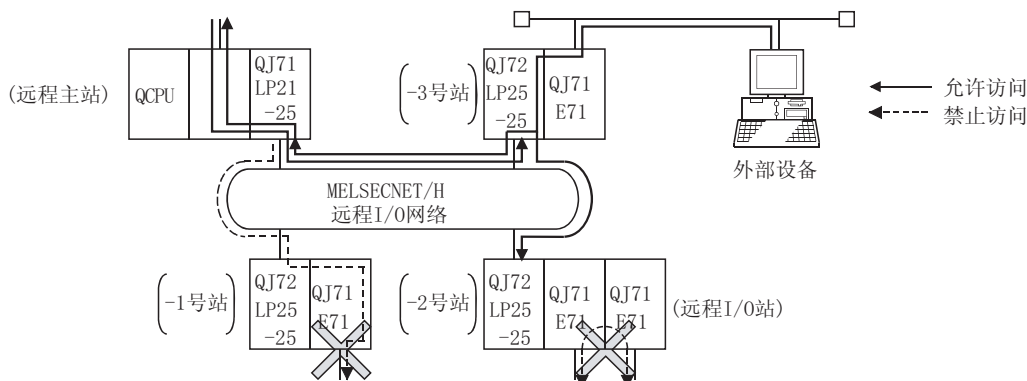 (远程主站)
QCPU
QJ71
LP21
-25
-3号站
QJ72
LP25
-25
QJ71
E71
允许访问
禁止访问
外部设备
MELSECNET/H
远程I/O网络
-1号站
QJ72
LP25
-25
QJ71
E71
-2号站
QJ72
LP25
-25
QJ71
E71
QJ71
E71
(远程I/O站)